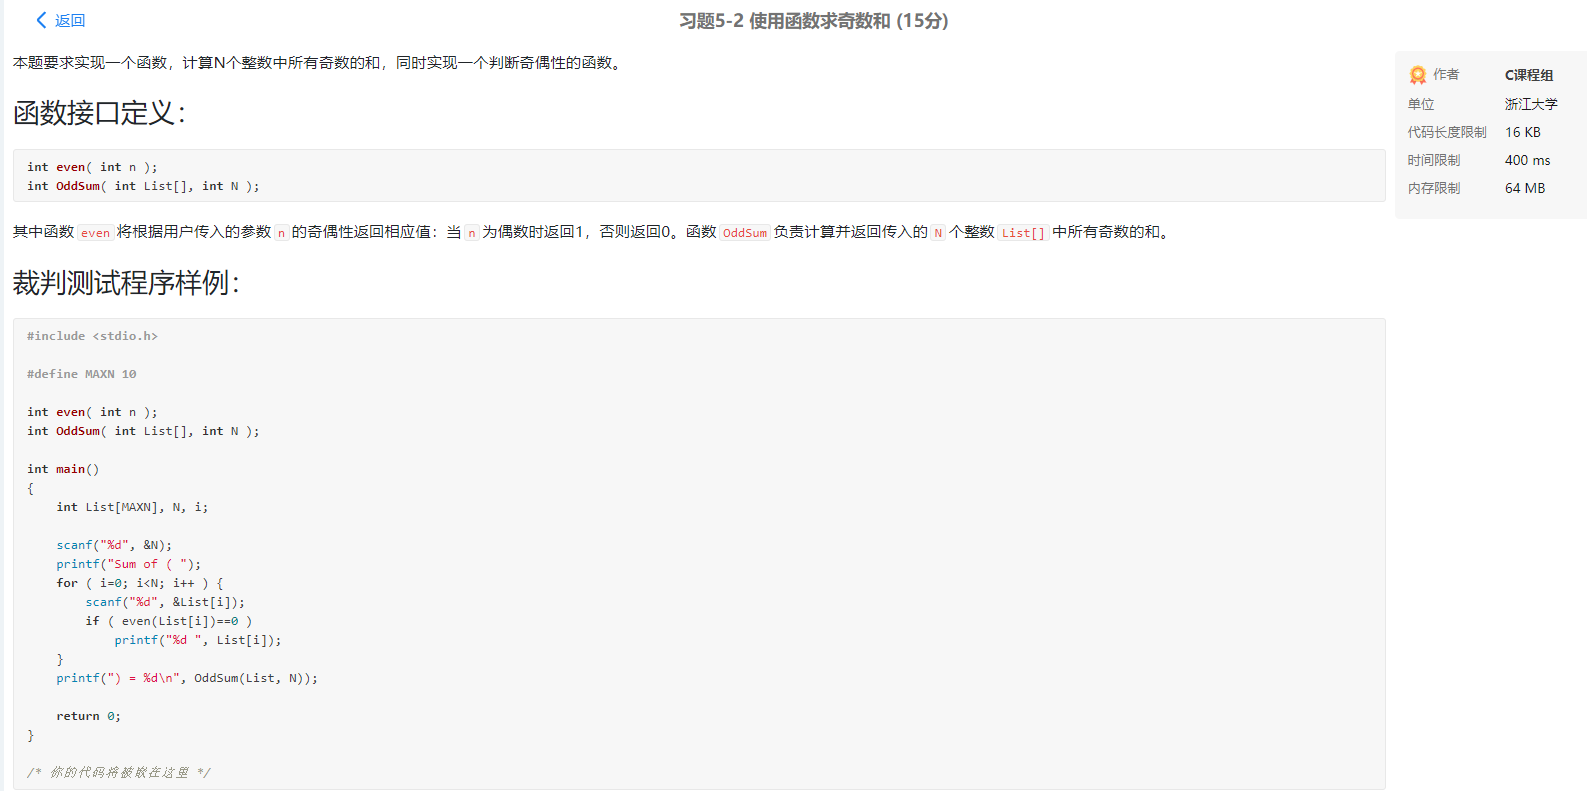 返回
习题5-2 使用函数求奇数和 (15分)
本题要求实现一个函数，计算N个整数中所有奇数的和，同时实现一个判断奇偶性的函数。
函数接口定义：
int even( int n );
int OddSum( int List[], int N );
其中函数 even 将根据用户传入的参数 n 的奇偶性返回相应值：当 n 为偶数时返回1，否则返回0。函数 OddSum 负责计算并返回传入的 N 个整数 List[] 中所有奇数的和。
裁判测试程序样例：
#include <stdio.h>
#define MAXN 10
int even( int n );
int OddSum( int List[], int N );
int main()
{
    int List[MAXN], N, i;
    scanf("%d", &N);
    printf("Sum of ( ");
    for ( i=0; i<N; i++ ) {
        scanf("%d", &List[i]);
        if ( even(List[i])==0 )
            printf("%d ", List[i]);
    }
    printf(") = %d\n", OddSum(List, N));
    return 0;
}
/* 你的代码将被嵌在这里 */
作者 C课程组
单位 浙江大学
代码长度限制 16 KB
时间限制 400 ms
内存限制 64 MB